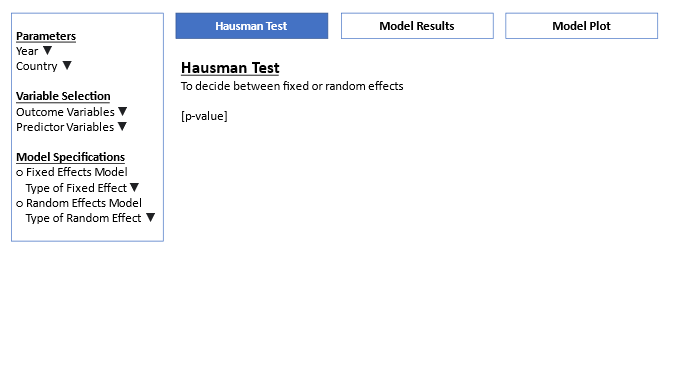 Parameters
Year ▼
Country ▼
Variable Selection
Outcome Variables ▼
Predictor Variables ▼
Model Specifications
o Fixed Effects Model
Type of Fixed Effect ▼
o Random Effects Model
Type of Random Effect ▼
Hausman Test
Model Results
Model Plot
Hausman Test
To decide between fixed or random effects
[p-value]